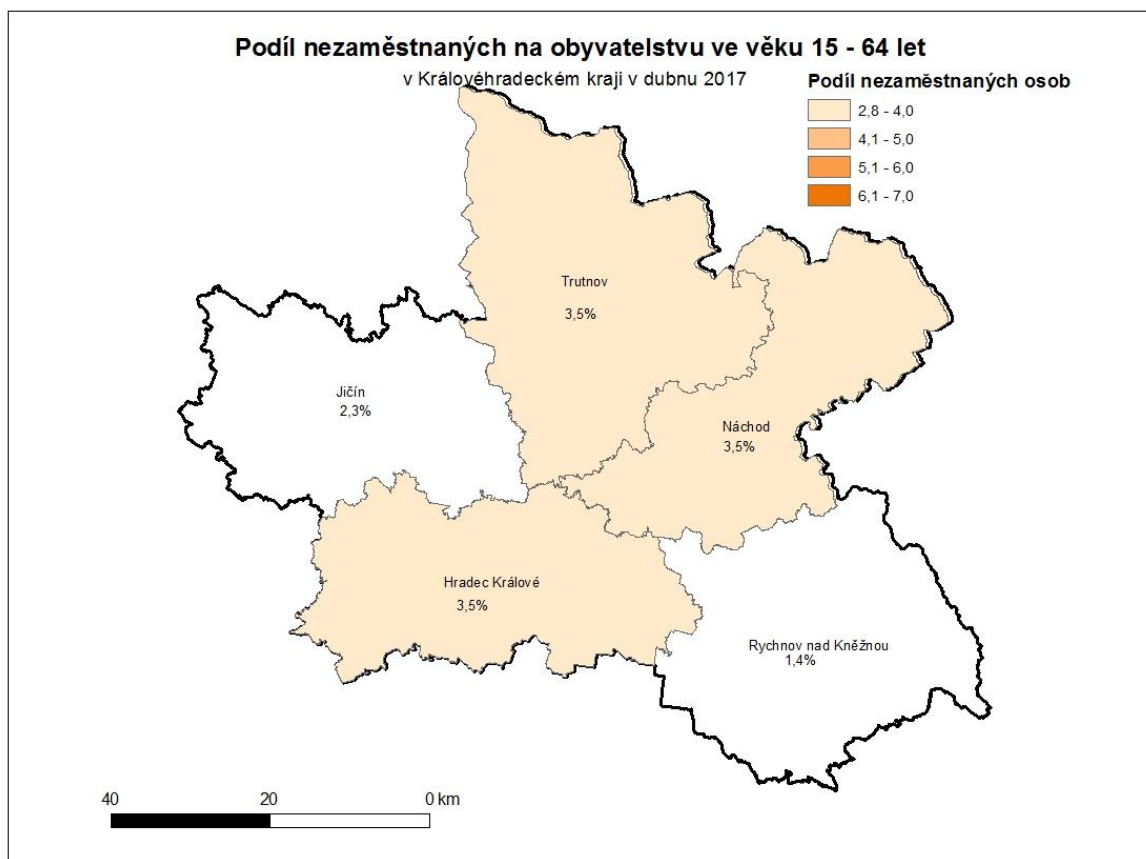 Podíl nezaměstnaných na obyvatelstvu ve věku 15 - 64 let
v Královéhradeckém kraji v dubnu 2017
Podíl nezaměstnaných osob
2,8 - 4,0
4,1 - 5,0
5,1 - 6,0
6,1 - 7,0
Trutnov
3,5%
Jičín
2,3%
Náchod
3,5%
Hradec Králové
3,5%
Rychnov nad Kněžnou
1,4%
40 20 0 km